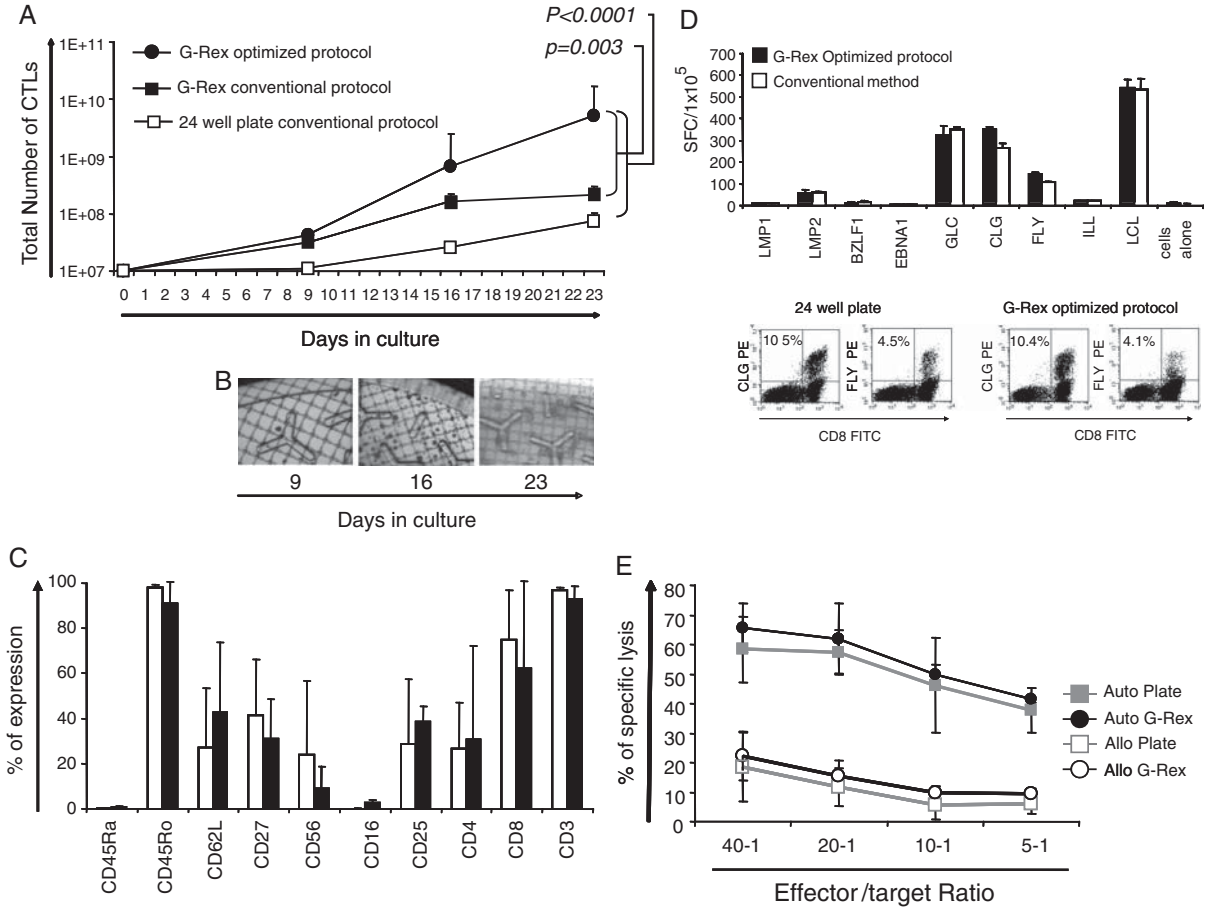 A
P<0.0001
p=0.003
Total Number of CTLs
1E+11
1E+10
1E+09
1E+08
1E+07
G-Rex optimized protocol
G-Rex conventional protocol
24 well plate conventional protocol
0 1 2 3 4 5 6 7 8 9 10 11 12 13 14 15 16 17 18 19 20 21 22 23
Days in culture
B
9 16 23
Days in culture
C
% of expression
100
80
60
40
20
0
CD45Ra
CD45Ro
CD62L
CD27
CD56
CD16
CD25
CD4
CD8
CD3
D
SFC/1x10⁵
700
600
500
400
300
200
100
0
G-Rex Optimized protocol
Conventional method
LMP1
LMP2
BZLF1
EBNA1
GLC
CLG
FLY
ILL
LCL
cells
alone
24 well plate
CLG PE
10 5%
FLY PE
4.5%
CD8 FITC
G-Rex optimized protocol
CLG PE
10.4%
FLY PE
4.1%
CD8 FITC
E
% of specific lysis
80
70
60
50
40
30
20
10
0
40-1 20-1 10-1 5-1
Effector/target Ratio
Auto Plate
Auto G-Rex
Allo Plate
Allo G-Rex